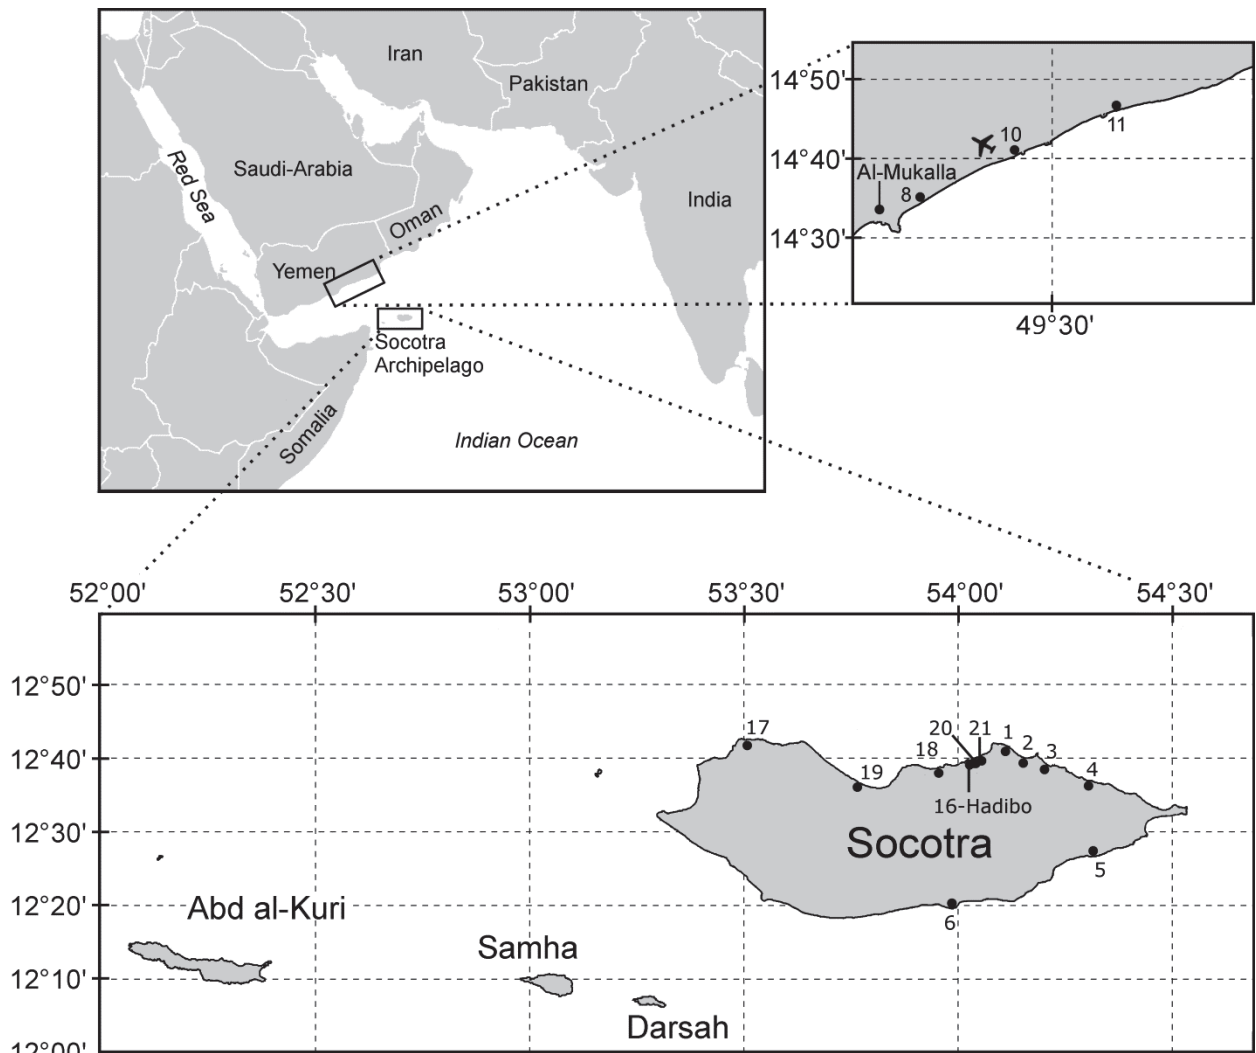 Iran
Pakistan
Saudi-Arabia
Red Sea
India
Oman
Yemen
Socotra
Archipelago
Somalia
Indian Ocean
14°50'
14°40'
14°30'
10
11
Al-Mukalla
8
49°30'
52°00' 52°30' 53°00' 53°30' 54°00' 54°30'
12°50'
12°40'
12°30'
12°20'
12°10'
12°00'
17
20 21 1
18 2 3
19 4
16-Hadibo
Socotra
5
6
Abd al-Kuri
Samha
Darsah